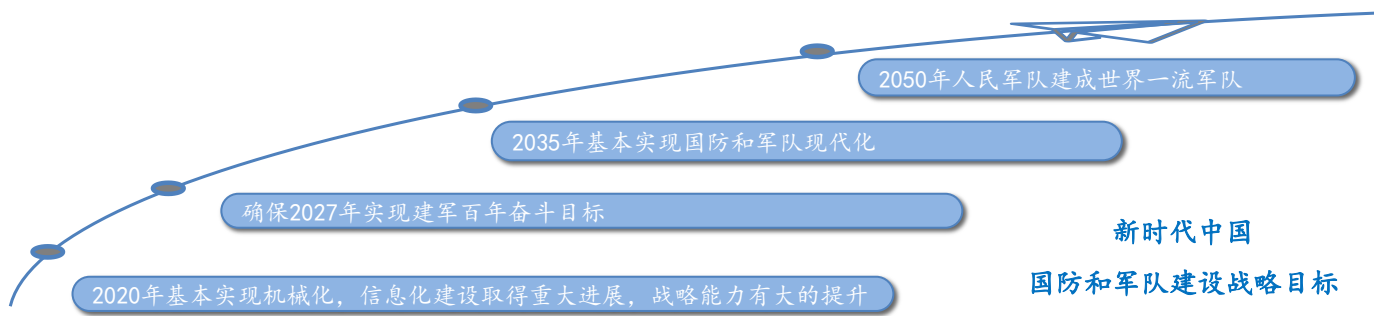 2050年人民军队建成世界一流军队
2035年基本实现国防和军队现代化
确保2027年实现建军百年奋斗目标
新时代中国
国防和军队建设战略目标
2020年基本实现机械化，信息化建设取得重大进展，战略能力有大的提升